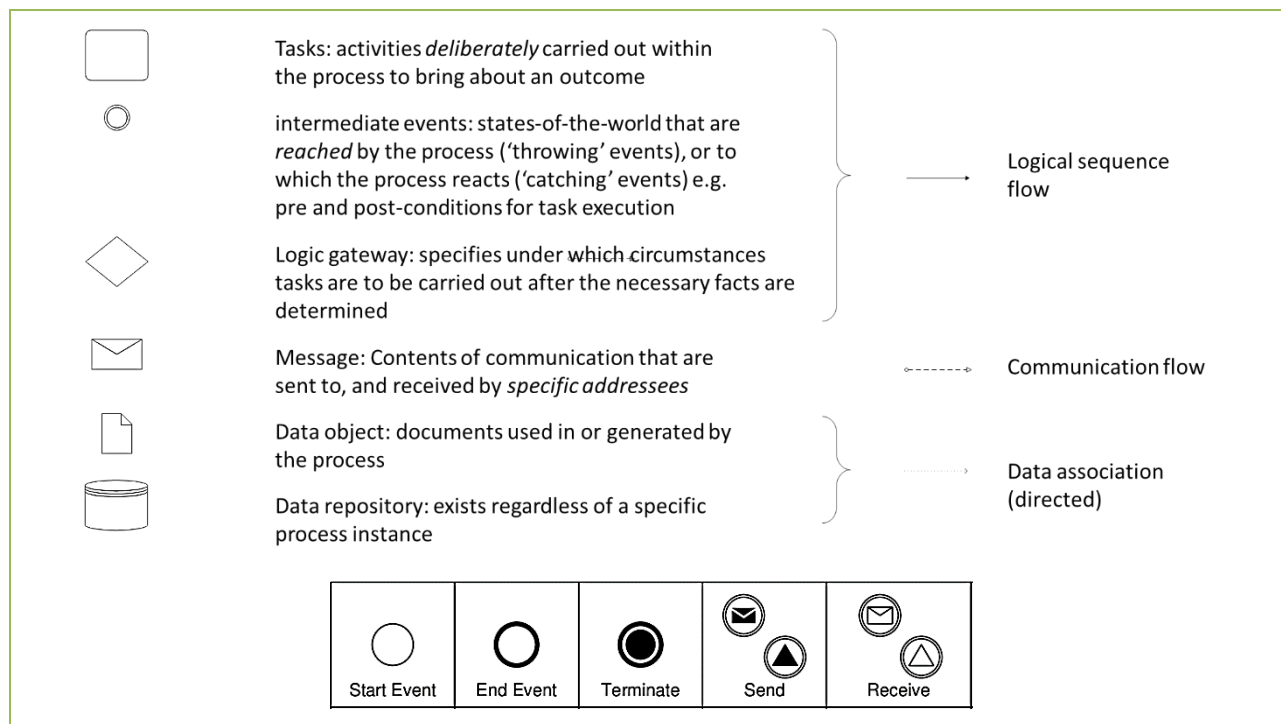 Tasks: activities deliberately carried out within
the process to bring about an outcome
intermediate events: states-of-the-world that are
reached by the process (‘throwing’ events), or to
which the process reacts (‘catching’ events) e.g.
pre and post-conditions for task execution
Logical sequence
flow
Logic gateway: specifies under which circumstances
tasks are to be carried out after the necessary facts are
determined
Message: Contents of communication that are
sent to, and received by specific addressees
Communication flow
Data object: documents used in or generated by
the process
Data repository: exists regardless of a specific
process instance
Data association
(directed)
Start Event
End Event
Terminate
Send
Receive